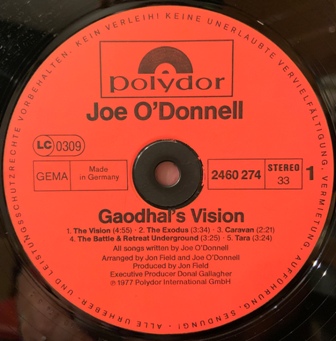 KEIN VERLEIH! KEINE UNERLAUBTE VERVIELFÄLTIGUNG, VERMIETUNG, AUFFÜHRUNG, SENDUNG! · ALLE URHEBER- UND LEISTUNGSSCHUTZRECHTE VORBEHALTEN.
polydor
Joe O'Donnell
LC 0309
GEMA Made in Germany 2460 274 STEREO 33 1
Gaodhal's Vision
1. The Vision (4:55) · 2. The Exodus (3:34) · 3. Caravan (2:21)
4. The Battle & Retreat Underground (3:25) · 5. Tara (3:24)
All songs written by Joe O'Donnell
Arranged by Jon Field and Joe O'Donnell
Produced by Jon Field
Executive Producer Donal Gallagher
℗ 1977 Polydor International GmbH